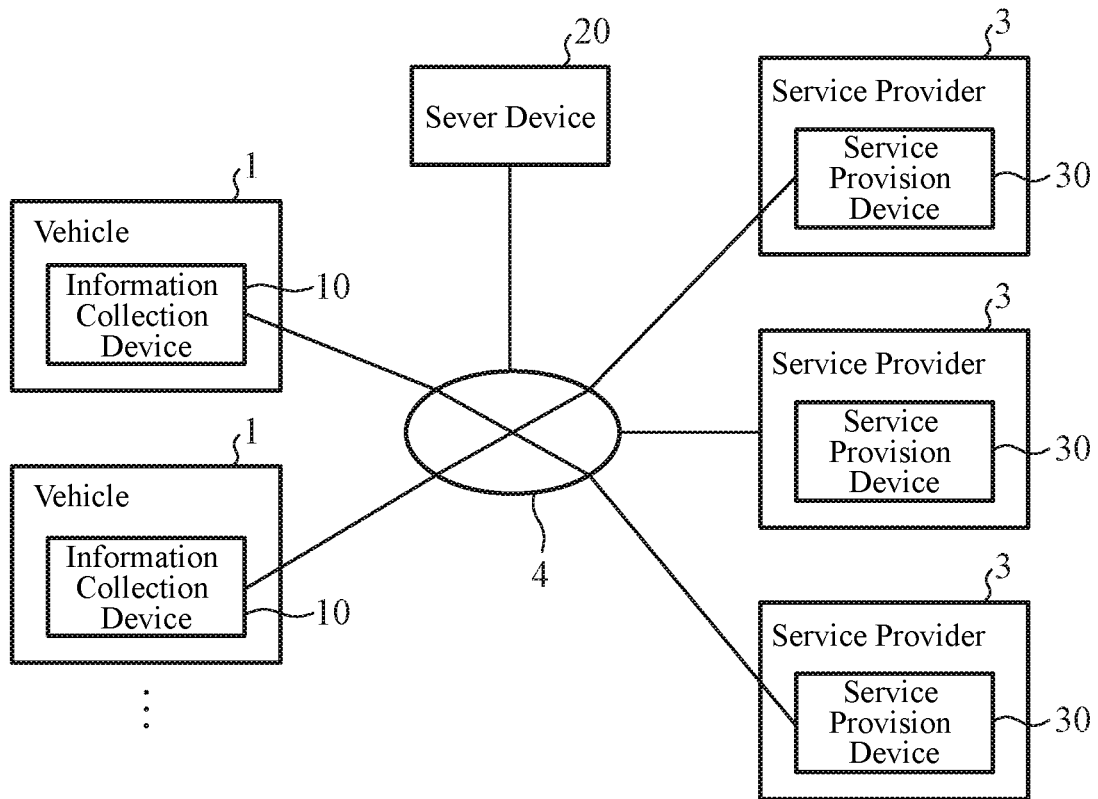 20
Sever Device
3
Service Provider
Service
Provision
Device
30
1
Vehicle
Information
Collection
Device
10
3
Service Provider
Service
Provision
Device
30
1
Vehicle
Information
Collection
Device
10
4
3
Service Provider
Service
Provision
Device
30